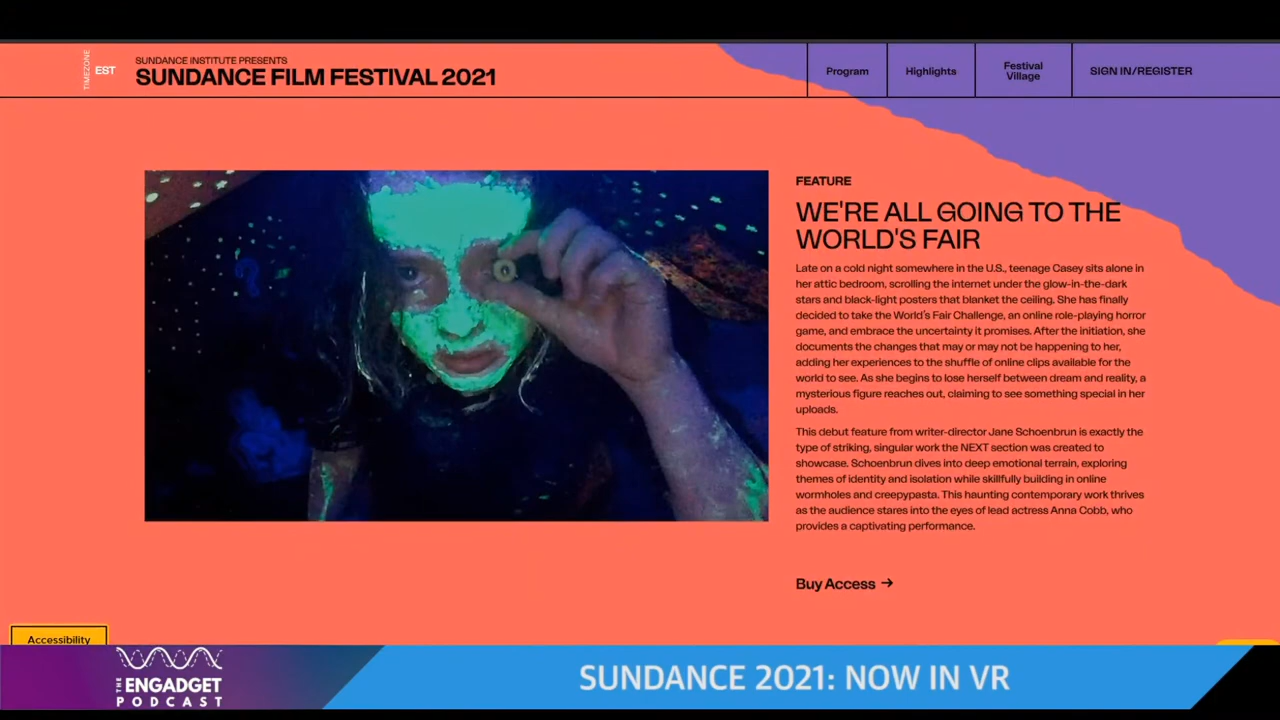 TIMEZONE
EST
SUNDANCE INSTITUTE PRESENTS
SUNDANCE FILM FESTIVAL 2021
Program
Highlights
Festival
Village
SIGN IN/REGISTER
FEATURE
WE'RE ALL GOING TO THE
WORLD'S FAIR
Late on a cold night somewhere in the U.S., teenage Casey sits alone in
her attic bedroom, scrolling the internet under the glow-in-the-dark
stars and black-light posters that blanket the ceiling. She has finally
decided to take the World's Fair Challenge, an online role-playing horror
game, and embrace the uncertainty it promises. After the initiation, she
documents the changes that may or may not be happening to her,
adding her experiences to the shuffle of online clips available for the
world to see. As she begins to lose herself between dream and reality, a
mysterious figure reaches out, claiming to see something special in her
uploads.
This debut feature from writer-director Jane Schoenbrun is exactly the
type of striking, singular work the NEXT section was created to
showcase. Schoenbrun dives into deep emotional terrain, exploring
themes of identity and isolation while skillfully building in online
wormholes and creepypasta. This haunting contemporary work thrives
as the audience stares into the eyes of lead actress Anna Cobb, who
provides a captivating performance.
Buy Access →
Accessibility
THE ENGADGET
PODCAST
SUNDANCE 2021: NOW IN VR